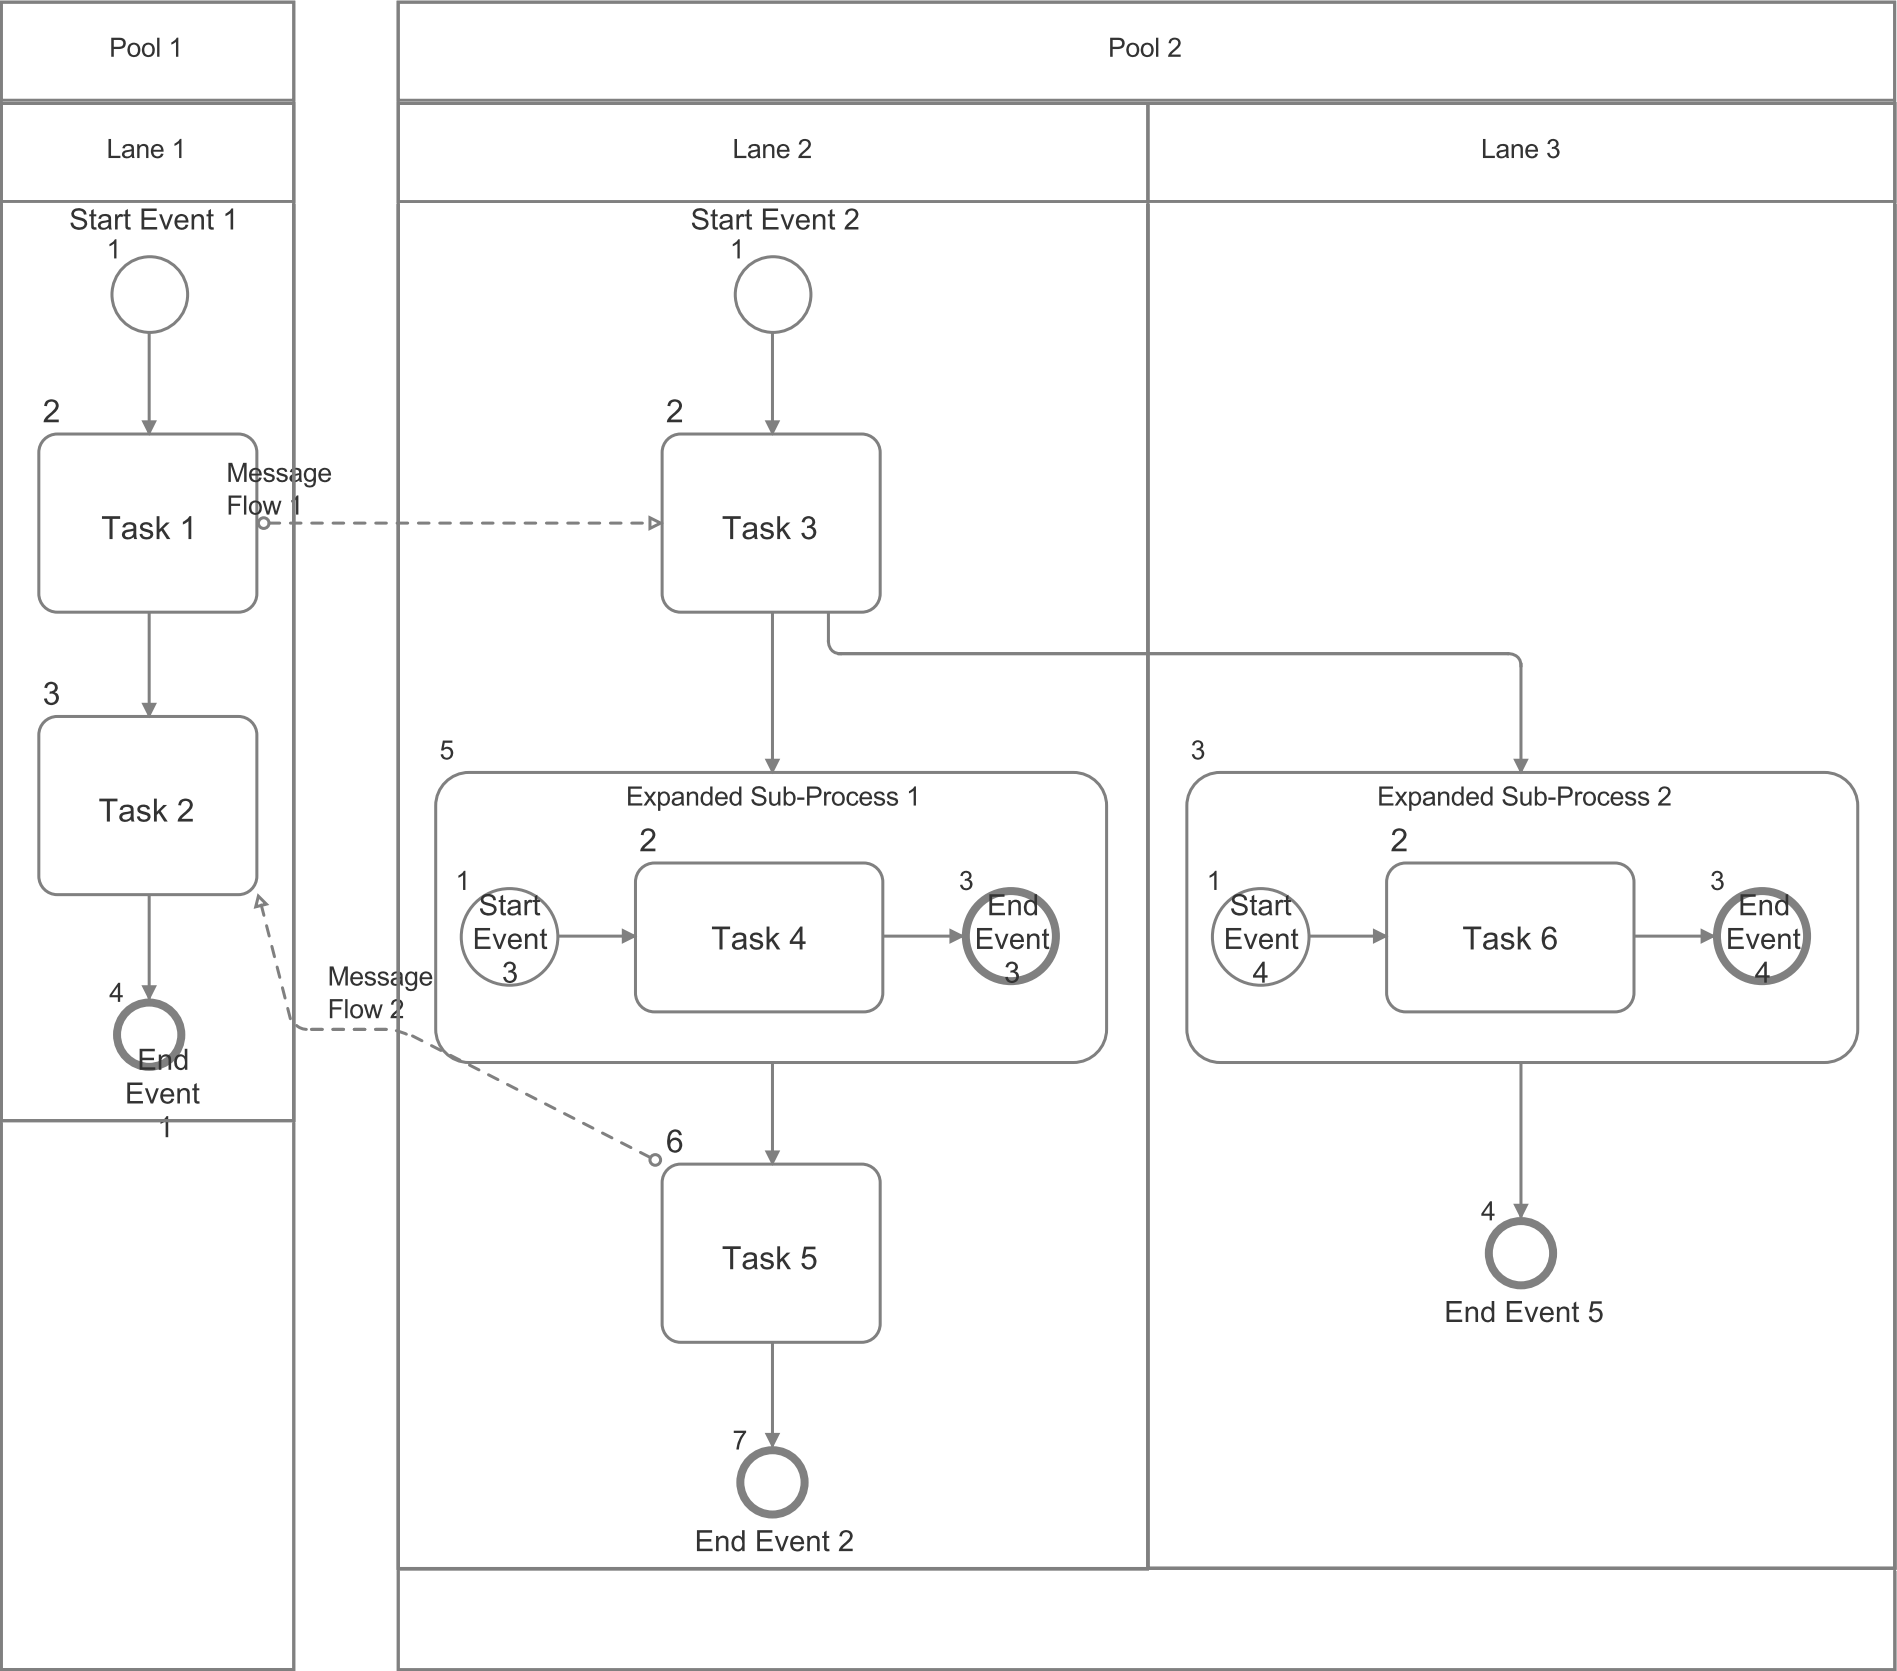 Pool 1
Pool 2
Lane 1
Lane 2
Lane 3
Start Event 1
1
2
Task 1
Message
Flow 1
3
Task 2
4
End
Event
1
Start Event 2
1
2
Task 3
5
Expanded Sub-Process 1
1
Start
Event
3
2
Task 4
3
End
Event
3
Message
Flow 2
6
Task 5
7
End Event 2
3
Expanded Sub-Process 2
1
Start
Event
4
2
Task 6
3
End
Event
4
4
End Event 5